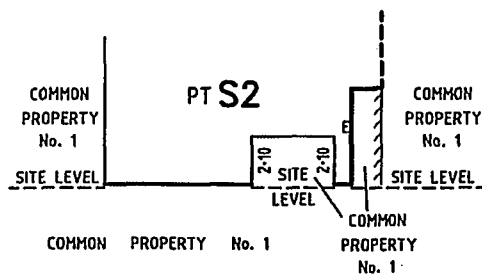 PT S2
COMMON
PROPERTY
No. 1
COMMON
PROPERTY
No. 1
E
2·10
2·10
SITE
LEVEL
SITE LEVEL
SITE LEVEL
COMMON PROPERTY No. 1
COMMON
PROPERTY
No. 1